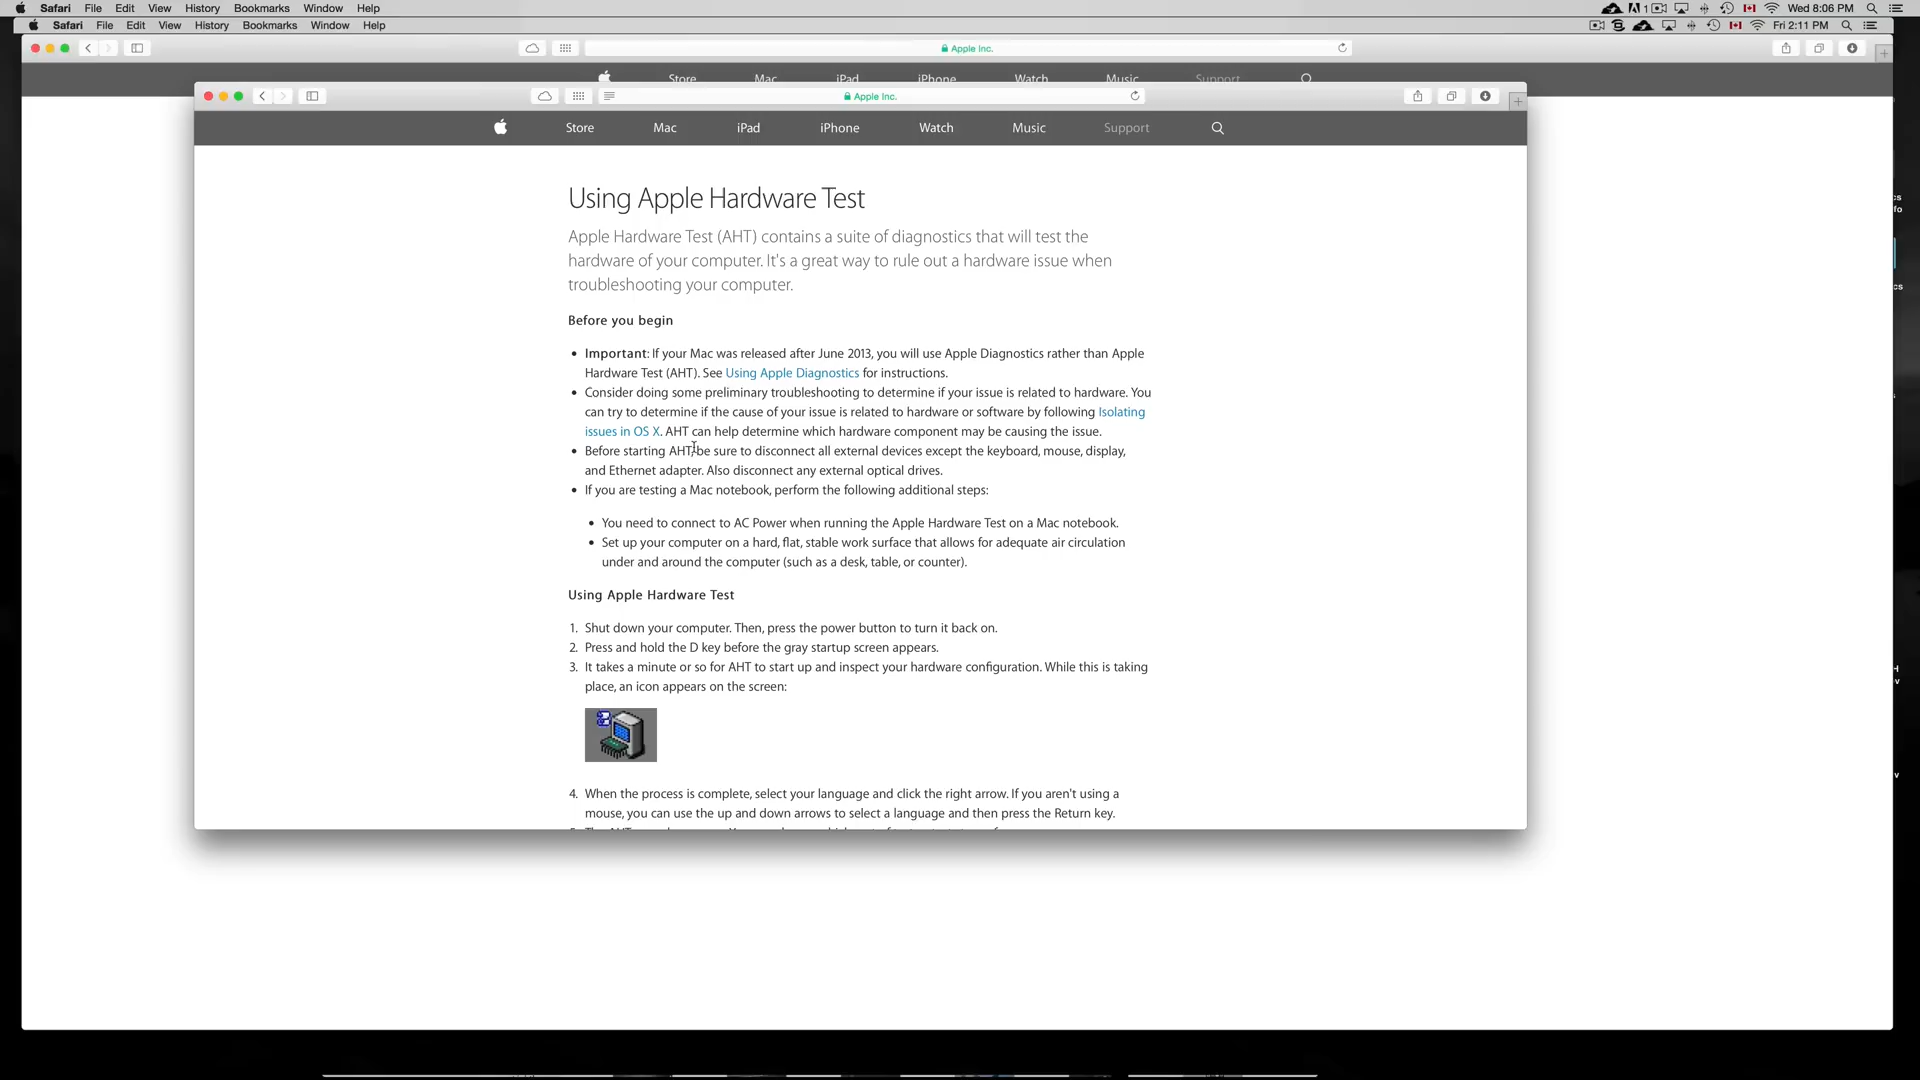 Safari File Edit View History Bookmarks Window Help
1 Wed 8:06 PM
Safari File Edit View History Bookmarks Window Help
Fri 2:11 PM
Apple Inc.
Store Mac iPad iPhone Watch Music Support
Apple Inc.
Store Mac iPad iPhone Watch Music Support
Using Apple Hardware Test
Apple Hardware Test (AHT) contains a suite of diagnostics that will test the
hardware of your computer. It's a great way to rule out a hardware issue when
troubleshooting your computer.
Before you begin
• Important: If your Mac was released after June 2013, you will use Apple Diagnostics rather than Apple
Hardware Test (AHT). See Using Apple Diagnostics for instructions.
• Consider doing some preliminary troubleshooting to determine if your issue is related to hardware. You
can try to determine if the cause of your issue is related to hardware or software by following Isolating
issues in OS X. AHT can help determine which hardware component may be causing the issue.
• Before starting AHT, be sure to disconnect all external devices except the keyboard, mouse, display,
and Ethernet adapter. Also disconnect any external optical drives.
• If you are testing a Mac notebook, perform the following additional steps:
• You need to connect to AC Power when running the Apple Hardware Test on a Mac notebook.
• Set up your computer on a hard, flat, stable work surface that allows for adequate air circulation
under and around the computer (such as a desk, table, or counter).
Using Apple Hardware Test
1. Shut down your computer. Then, press the power button to turn it back on.
2. Press and hold the D key before the gray startup screen appears.
3. It takes a minute or so for AHT to start up and inspect your hardware configuration. While this is taking
place, an icon appears on the screen:
4. When the process is complete, select your language and click the right arrow. If you aren't using a
mouse, you can use the up and down arrows to select a language and then press the Return key.